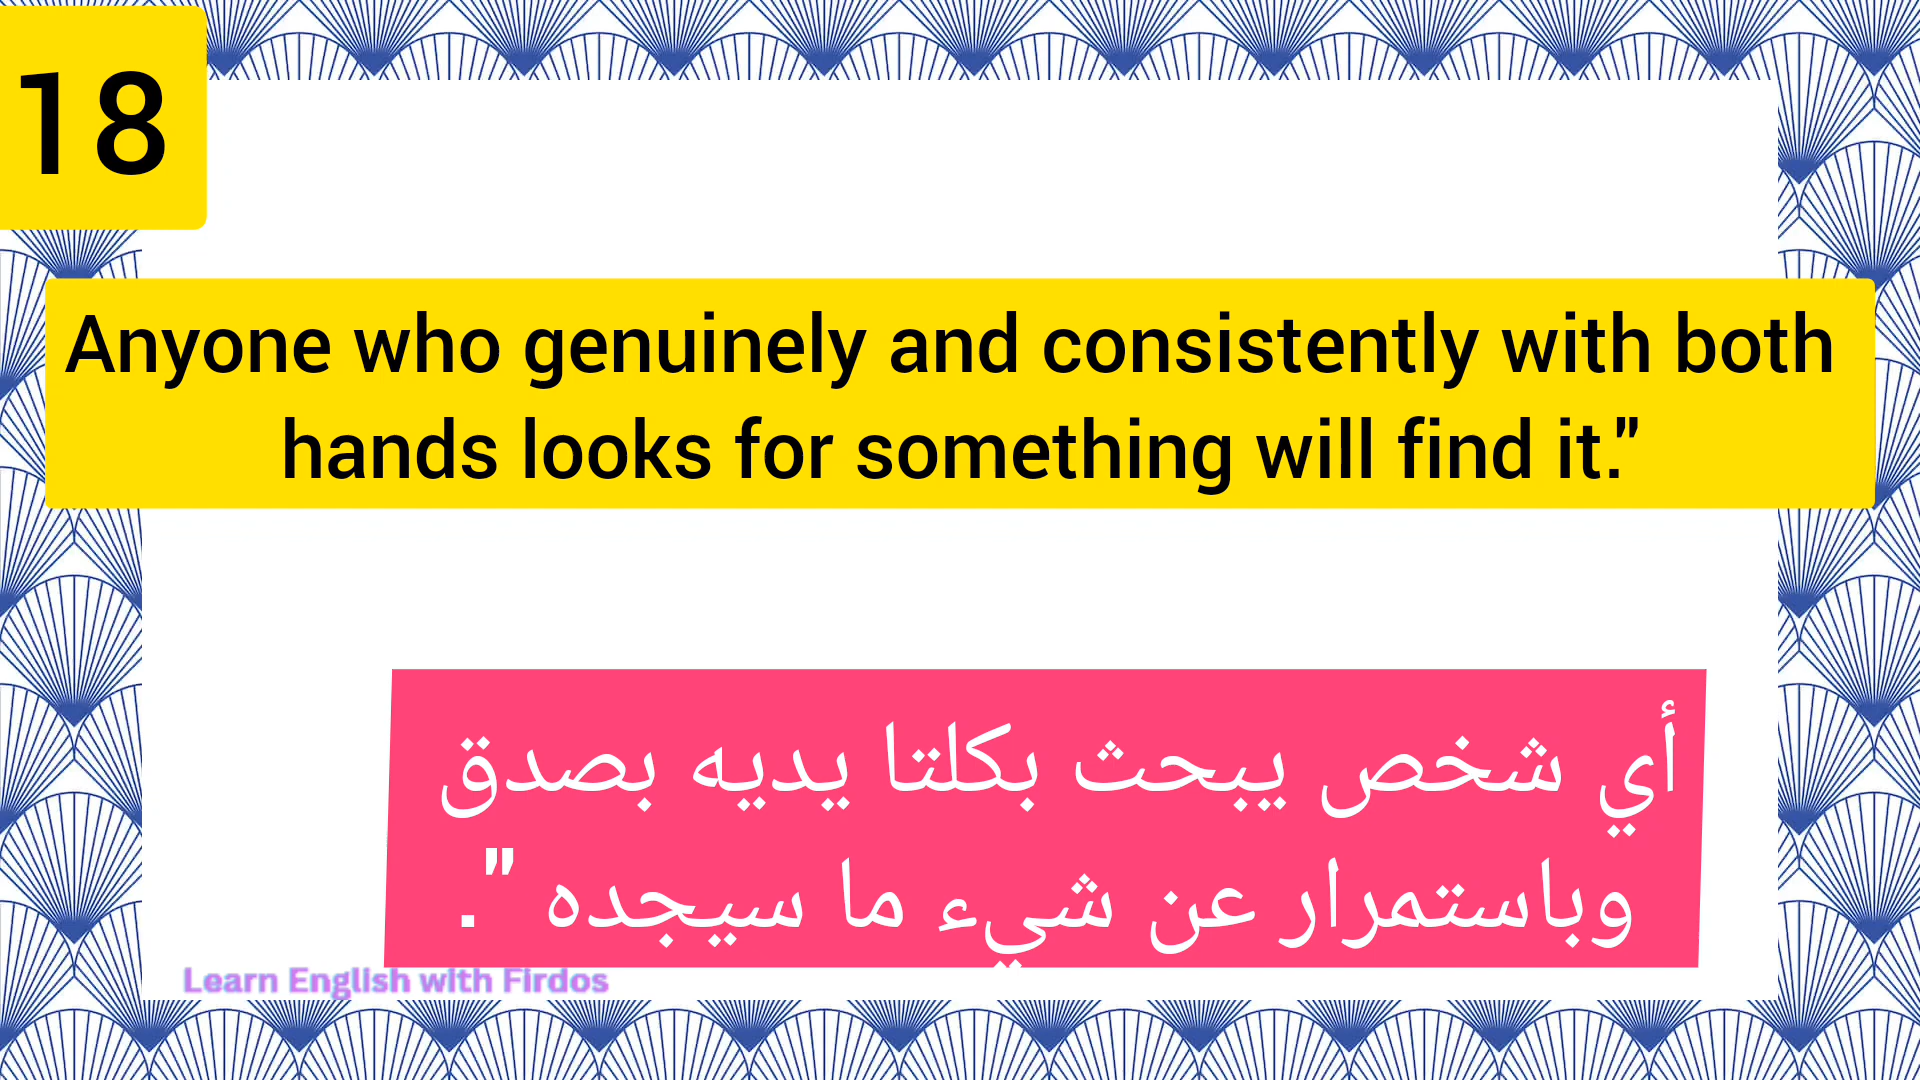 18
Anyone who genuinely and consistently with both
hands looks for something will find it."
أي شخص يبحث بكلتا يديه بصدق
وباستمرار عن شيء ما سيجده ".
Learn English with Firdos